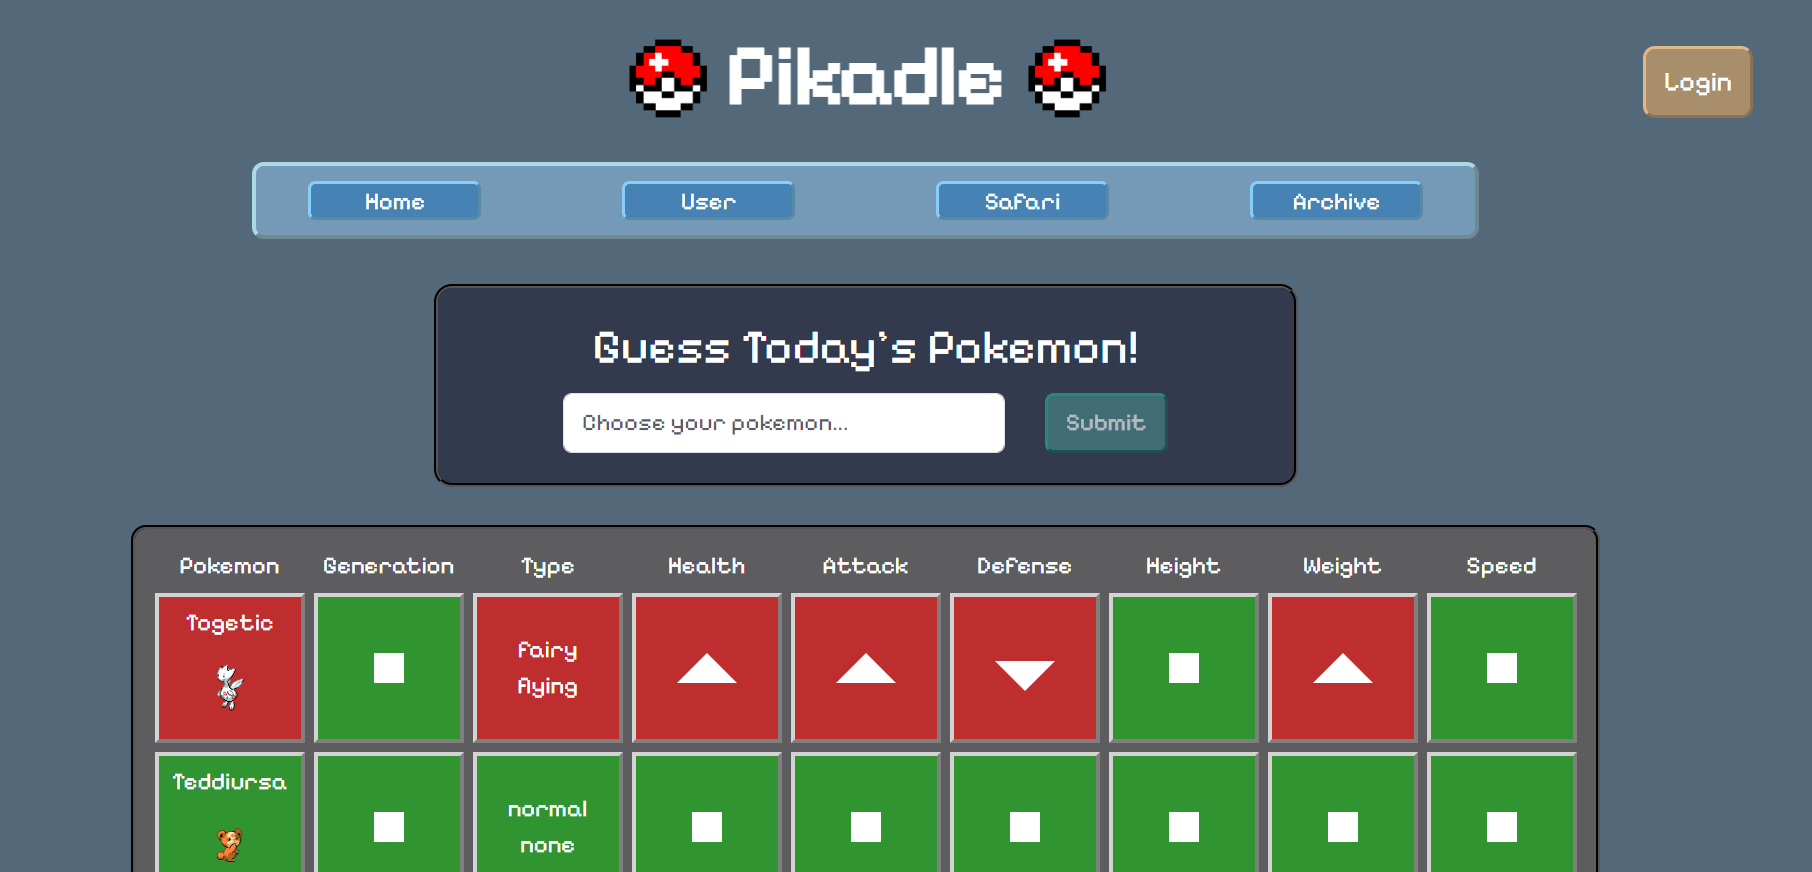 Pikadle
Login
Home User Safari Archive
Guess Today's Pokemon!
Choose your pokemon...
Submit
Pokemon Generation Type Health Attack Defense Height Weight Speed
Togetic
fairy
flying
Teddiursa
normal
none